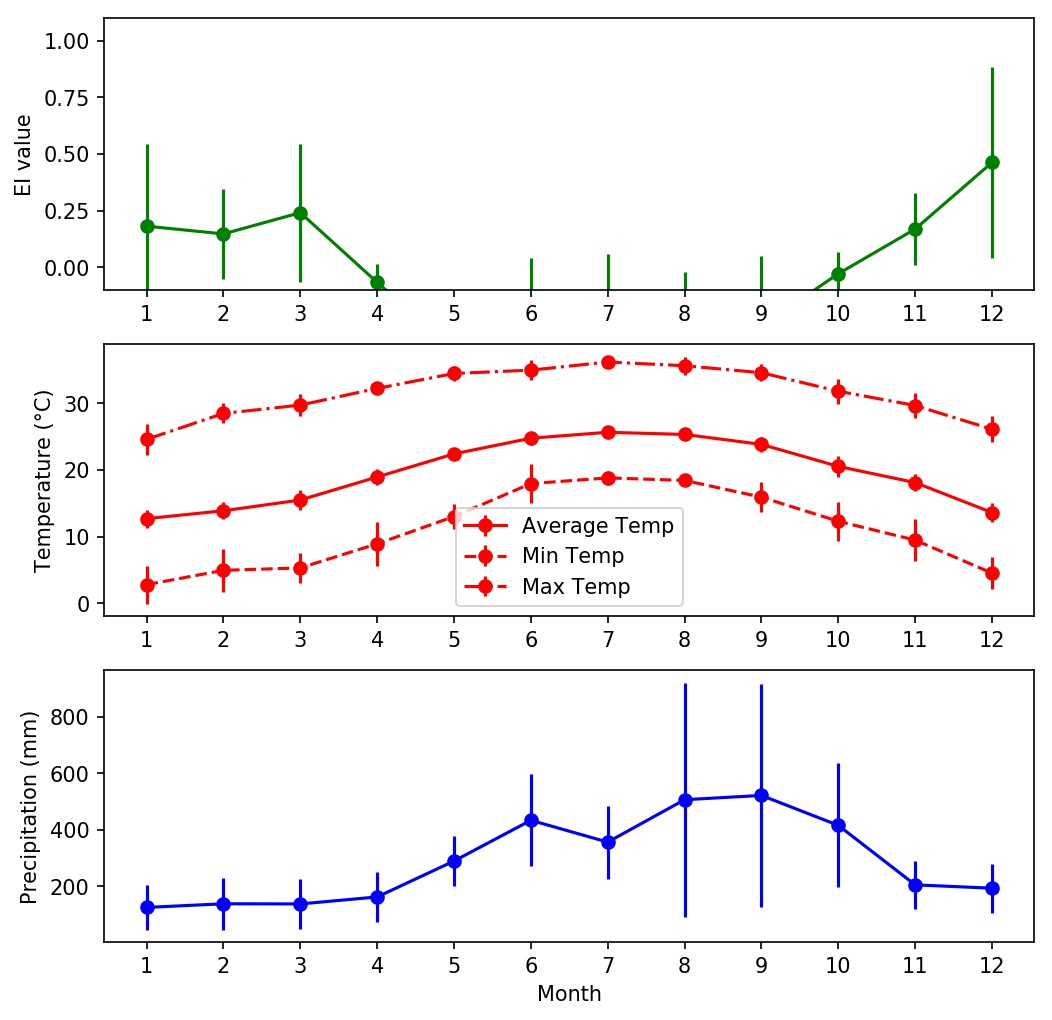 EI value
1.00
0.75
0.50
0.25
0.00
1 2 3 4 5 6 7 8 9 10 11 12
Temperature (°C)
30
20
10
0
Average Temp
Min Temp
Max Temp
1 2 3 4 5 6 7 8 9 10 11 12
Precipitation (mm)
800
600
400
200
1 2 3 4 5 6 7 8 9 10 11 12
Month